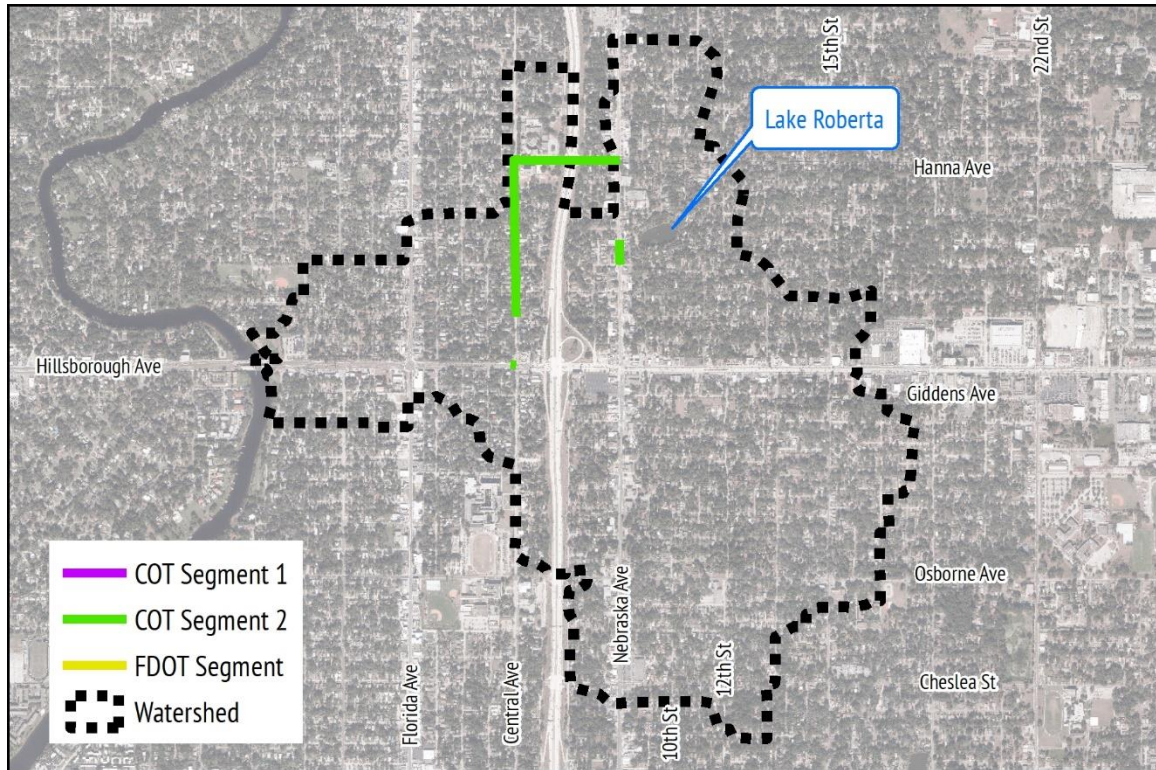 15th St
22nd St
Lake Roberta
Hanna Ave
Hillsborough Ave
Giddens Ave
COT Segment 1
COT Segment 2
FDOT Segment
Watershed
Florida Ave
Central Ave
Nebraska Ave
10th St
12th St
Osborne Ave
Cheslea St